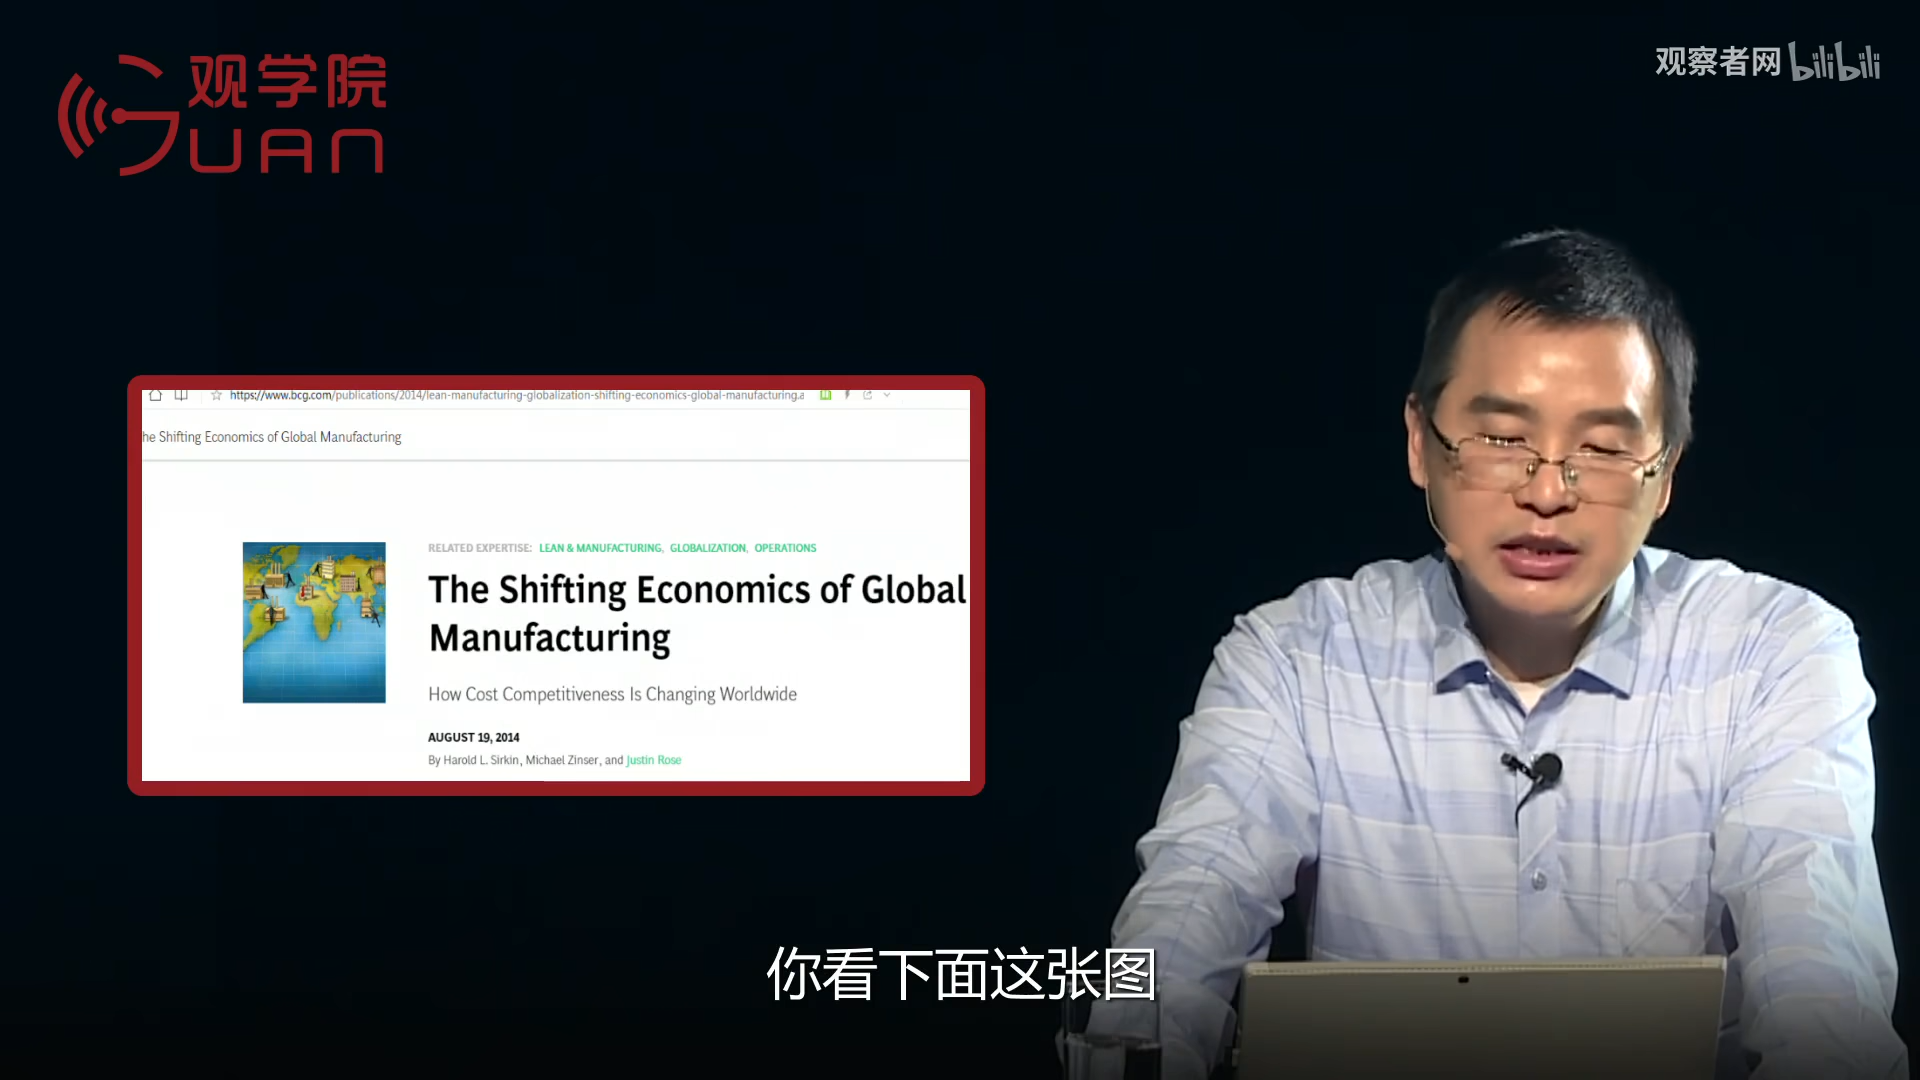 观学院
GUAN
观察者网 bilibili
https://www.bcg.com/publications/2014/lean-manufacturing-globalization-shifting-economics-global-manufacturing.a
he Shifting Economics of Global Manufacturing
RELATED EXPERTISE: LEAN & MANUFACTURING, GLOBALIZATION, OPERATIONS
The Shifting Economics of Global
Manufacturing
How Cost Competitiveness Is Changing Worldwide
AUGUST 19, 2014
By Harold L. Sirkin, Michael Zinser, and Justin Rose
你看下面这张图